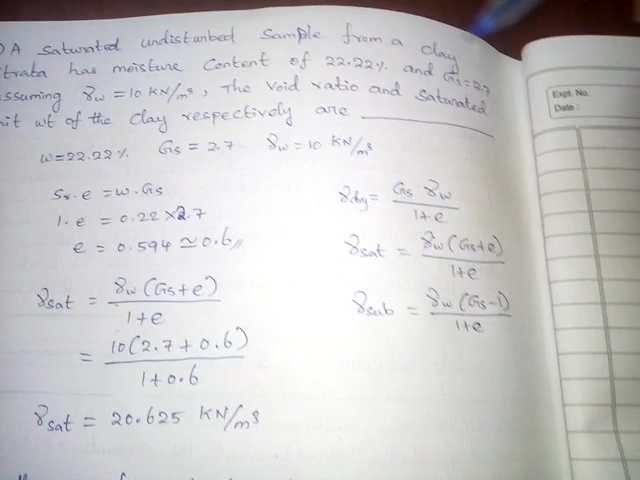 A saturated undisturbed sample from a clay
strata has moisture content of 22.22% and Gs=2.7
assuming γw = 10 KN/m³, The void ratio and saturated
unit wt of the clay respectively are
w=22.22% Gs = 2.7 γw = 10 KN/m³
Sr.e = w.Gs
1.e = 0.22 × 2.7
e = 0.594 ≃ 0.6
γsat = γw (Gs+e) / 1+e
= 10(2.7 + 0.6) / 1+0.6
γsat = 20.625 KN/m³
γdry = Gs γw / 1+e
γsat = γw (Gs+e) / 1+e
γsub = γw (Gs-1) / 1+e
Expt. No.
Date :